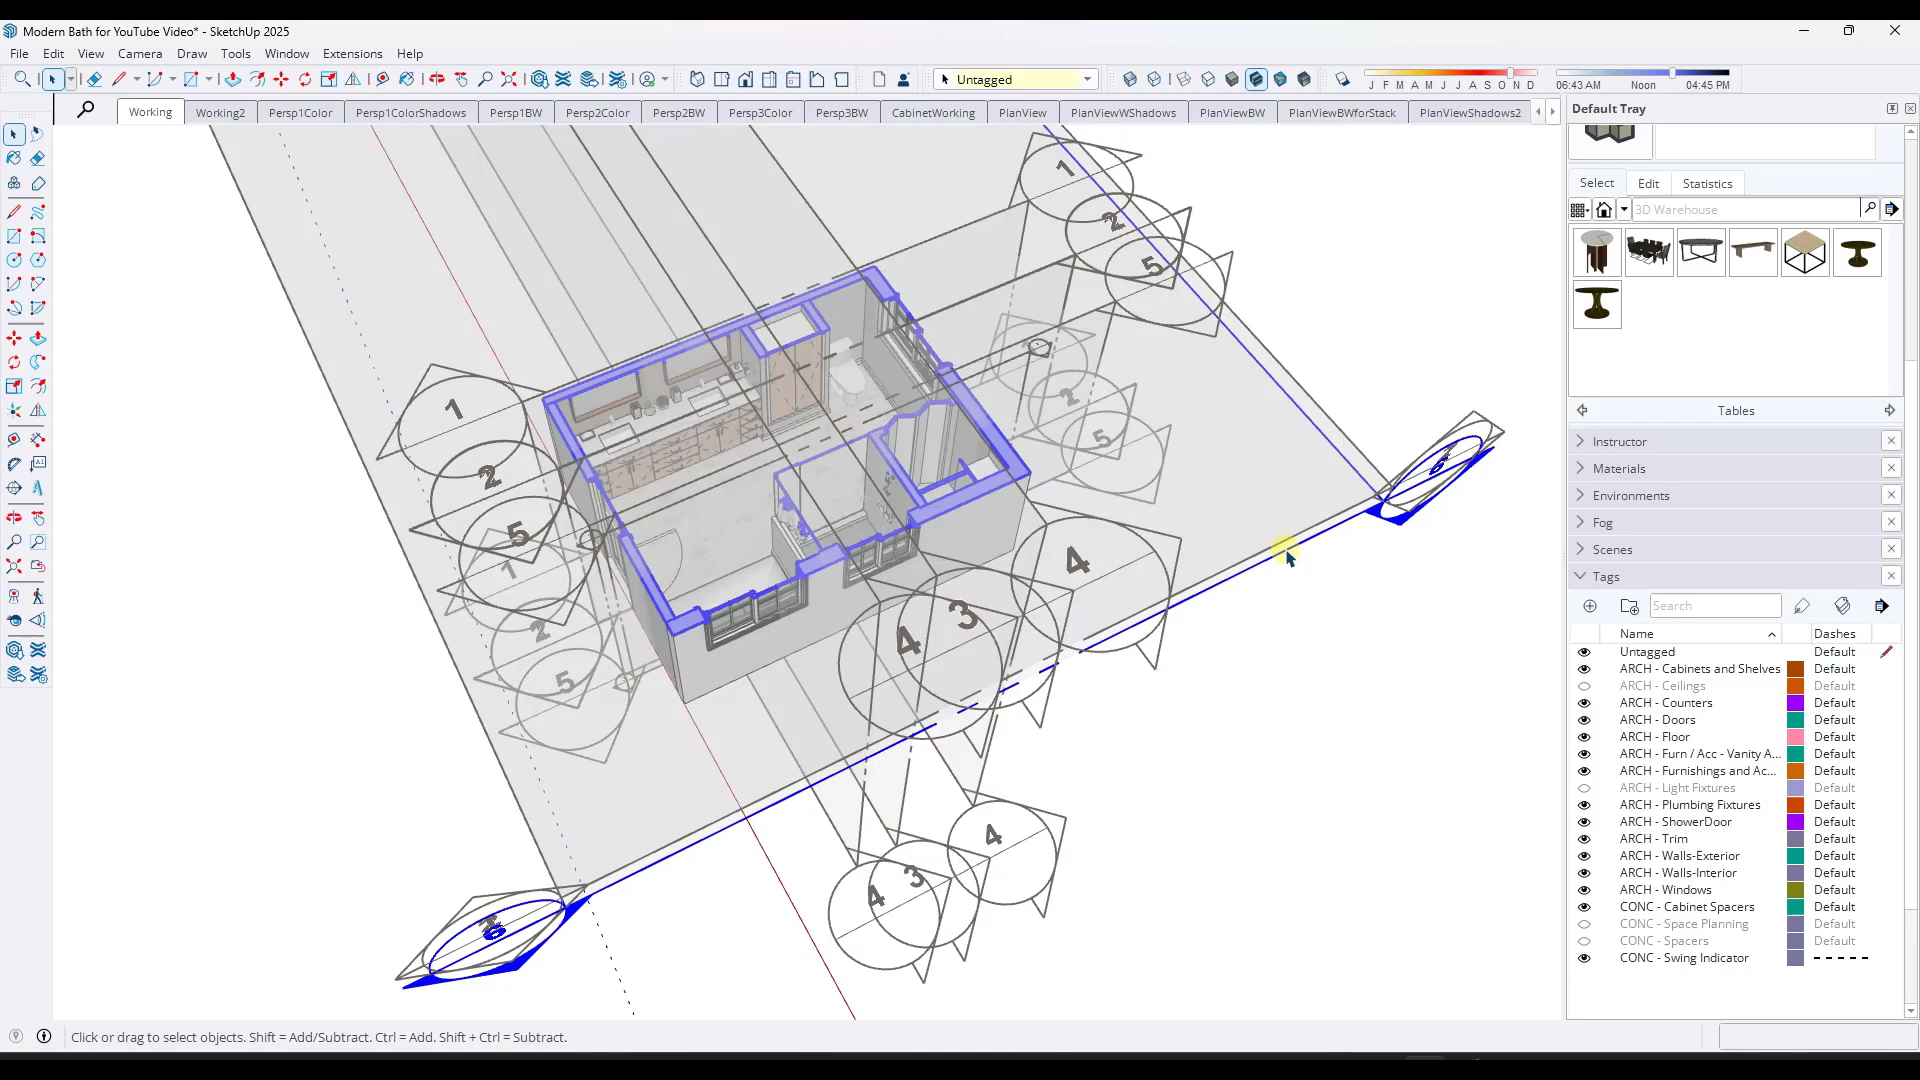 Modern Bath for YouTube Video* - SketchUp 2025
File Edit View Camera Draw Tools Window Extensions Help
Untagged
J F M A M J J A S O N D
06:43 AM Noon 04:45 PM
Working Working2 Persp1Color Persp1ColorShadows Persp1BW Persp2Color Persp2BW Persp3Color Persp3BW CabinetWorking PlanView PlanViewWShadows PlanViewBW PlanViewBWforStack PlanViewShadows2
Default Tray
Select Edit Statistics
3D Warehouse
Tables
Instructor
Materials
Environments
Fog
Scenes
Tags
Search
Name Dashes
Untagged Default
ARCH - Cabinets and Shelves Default
ARCH - Ceilings Default
ARCH - Counters Default
ARCH - Doors Default
ARCH - Floor Default
ARCH - Furn / Acc - Vanity A... Default
ARCH - Furnishings and Ac... Default
ARCH - Light Fixtures Default
ARCH - Plumbing Fixtures Default
ARCH - ShowerDoor Default
ARCH - Trim Default
ARCH - Walls-Exterior Default
ARCH - Walls-Interior Default
ARCH - Windows Default
CONC - Cabinet Spacers Default
CONC - Space Planning Default
CONC - Spacers Default
CONC - Swing Indicator
1
2
5
1
2
5
2
5
1
2
5
4
3
4
4
3
4
Click or drag to select objects. Shift = Add/Subtract. Ctrl = Add. Shift + Ctrl = Subtract.